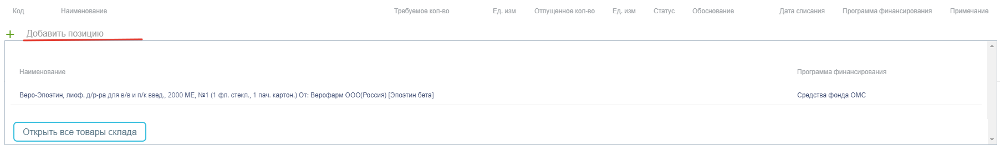 Код Наименование Требуемое кол-во Ед. изм Отпущенное кол-во Ед. изм Статус Обоснование Дата списания Программа финансирования Примечание
+ Добавить позицию
Наименование Программа финансирования
Веро-Эпоэтин, лиоф. д/р-ра для в/в и п/к введ., 2000 МЕ, №1 (1 фл. стекл., 1 пач. картон.) От: Верофарм ООО(Россия) [Эпоэтин бета] Средства фонда ОМС
Открыть все товары склада